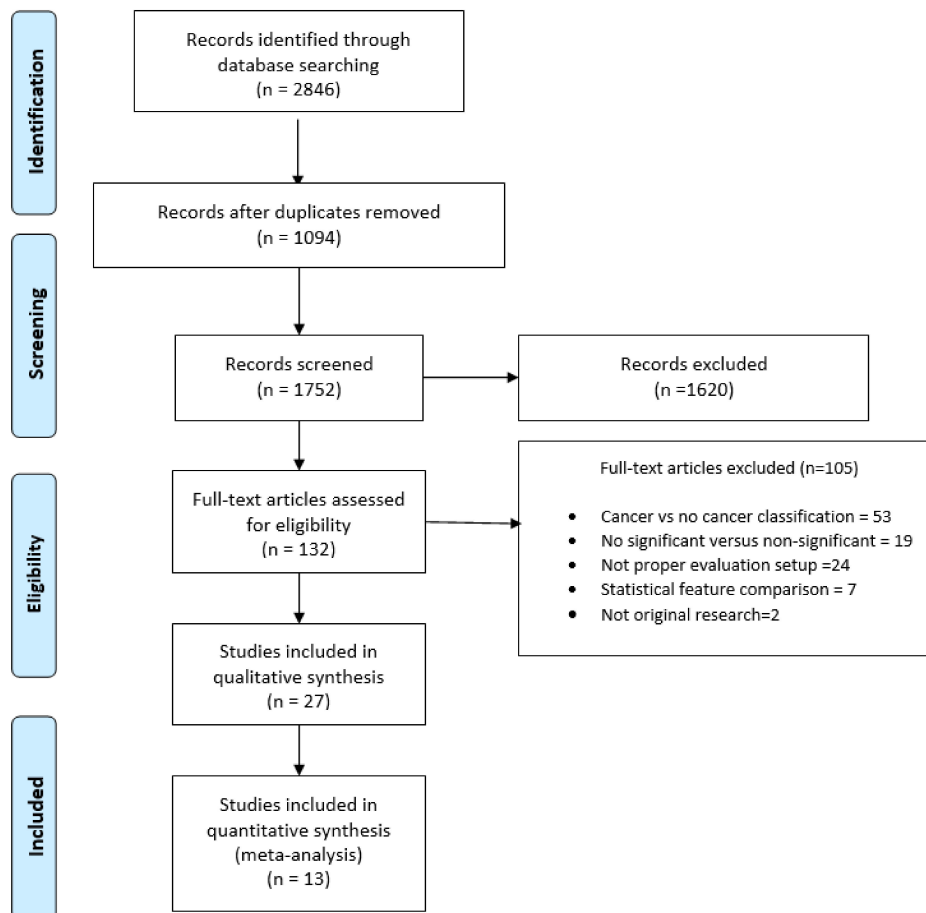 Identification
Records identified through
database searching
(n = 2846)
Records after duplicates removed
(n = 1094)
Screening
Records screened
(n = 1752)
Records excluded
(n =1620)
Eligibility
Full-text articles assessed
for eligibility
(n = 132)
Full-text articles excluded (n=105)
• Cancer vs no cancer classification = 53
• No significant versus non-significant = 19
• Not proper evaluation setup =24
• Statistical feature comparison = 7
• Not original research=2
Studies included in
qualitative synthesis
(n = 27)
Included
Studies included in
quantitative synthesis
(meta-analysis)
(n = 13)